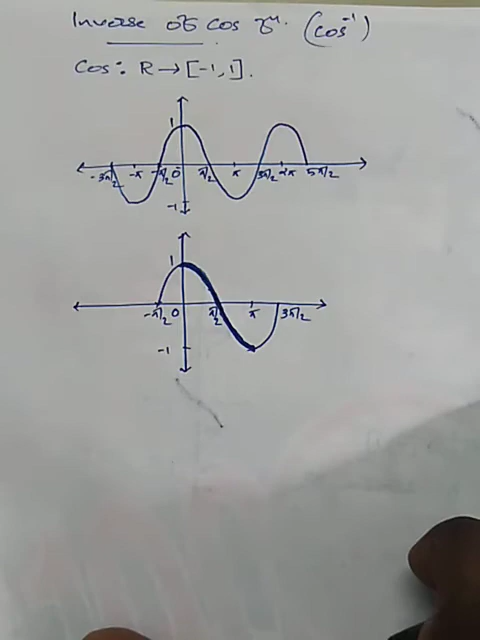 Inverse of cos xⁿ. (cos⁻¹)
Cos: R → [-1, 1].
1
-3π/2 -π -π/2 0 π/2 π 3π/2 2π 5π/2
-1
1
-π/2 0 π/2 π 3π/2
-1